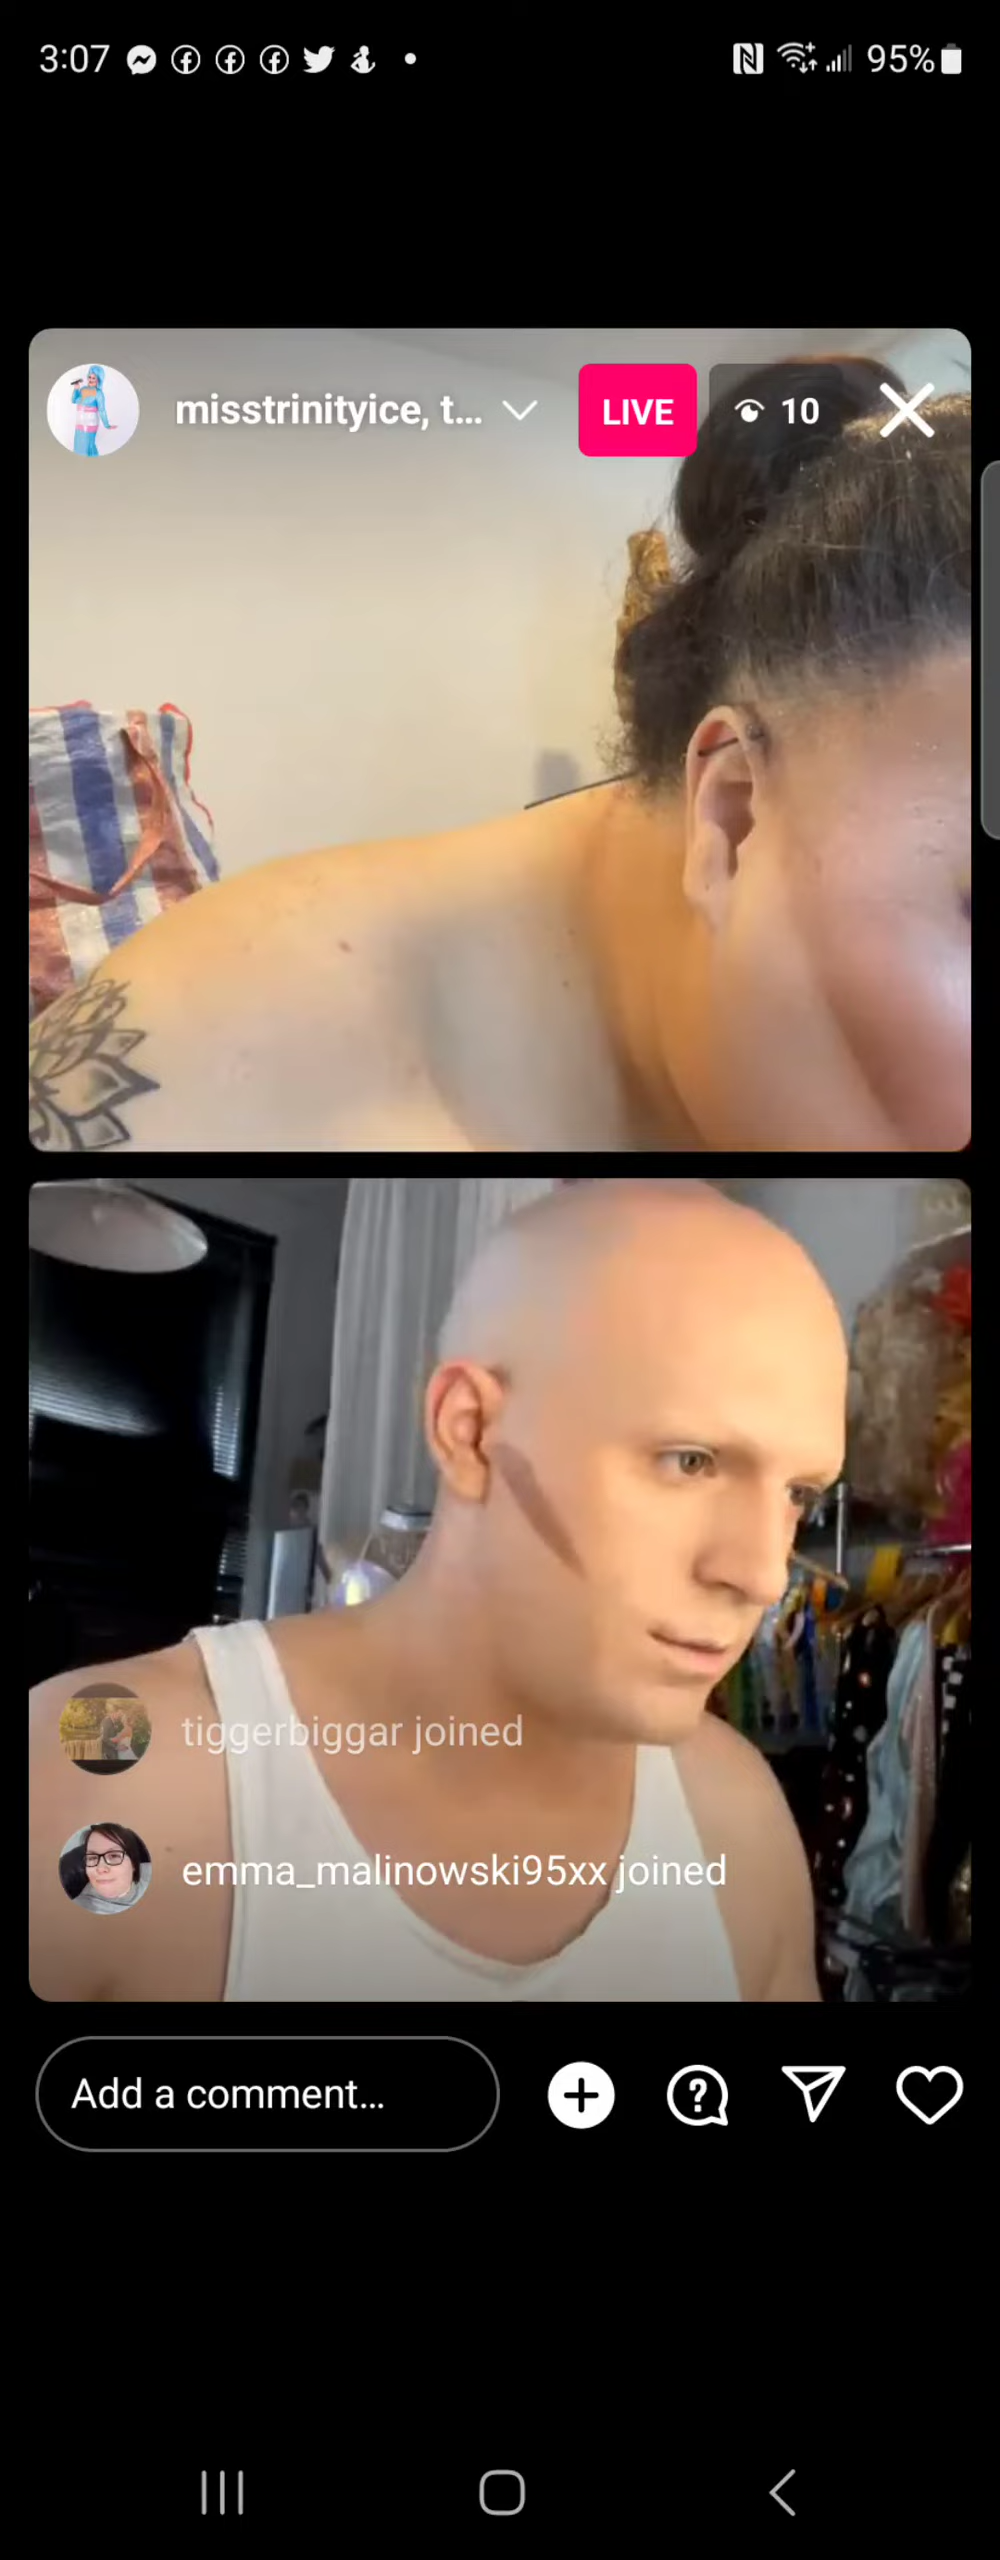 3:07
95%
misstrinityice, t...
LIVE
10
tiggerbiggar joined
emma_malinowski95xx joined
Add a comment...